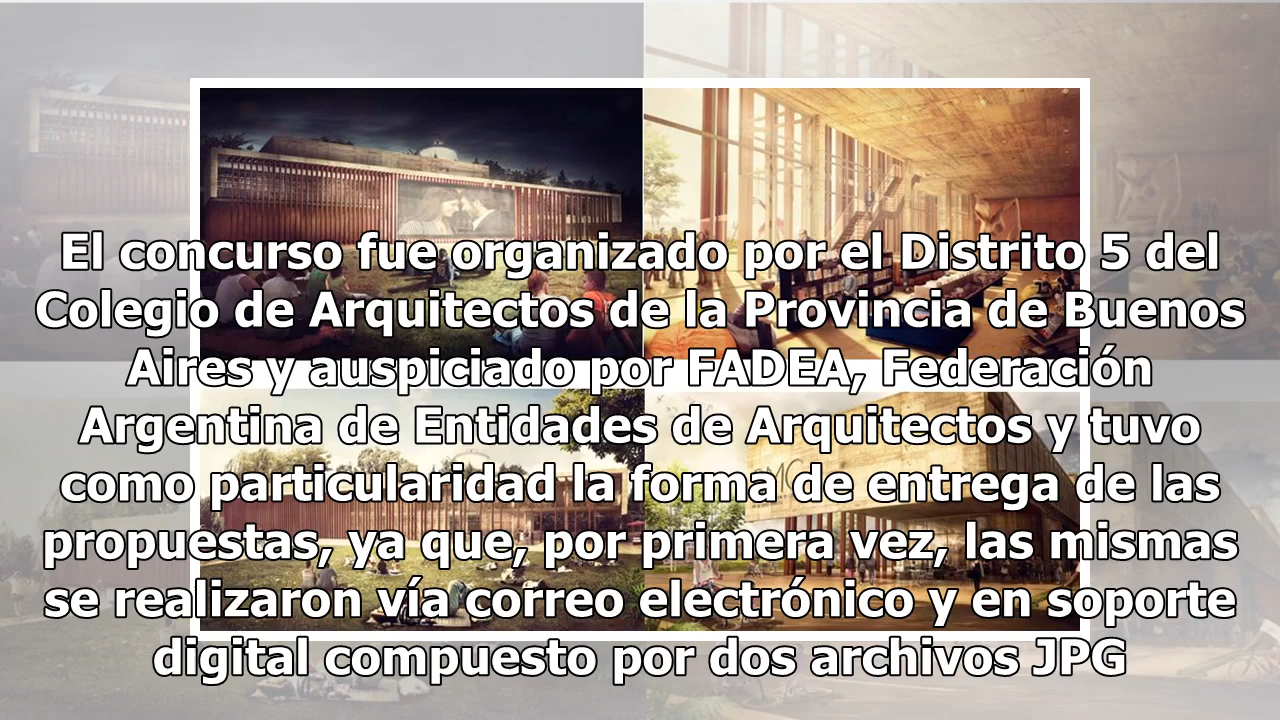 El concurso fue organizado por el Distrito 5 del
Colegio de Arquitectos de la Provincia de Buenos
Aires y auspiciado por FADEA, Federación
Argentina de Entidades de Arquitectos y tuvo
como particularidad la forma de entrega de las
propuestas, ya que, por primera vez, las mismas
se realizaron vía correo electrónico y en soporte
digital compuesto por dos archivos JPG